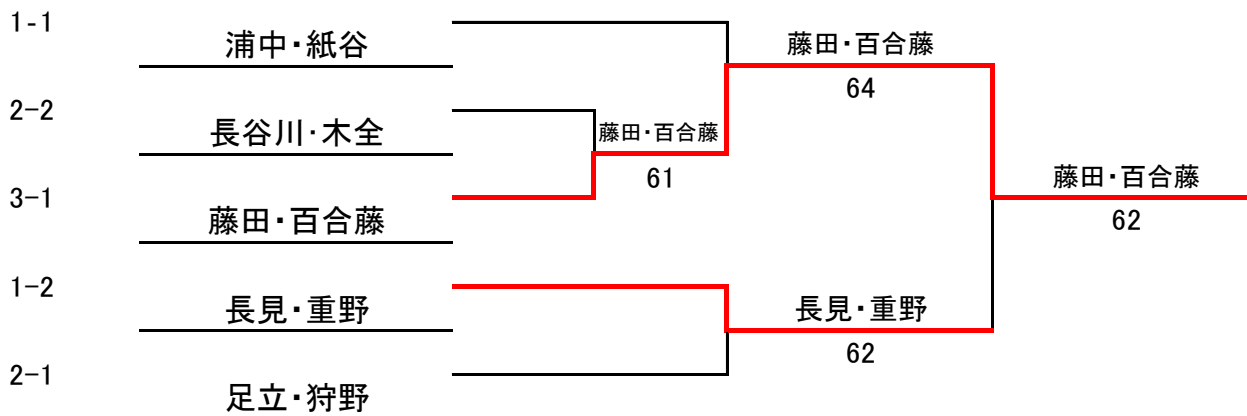 1-1
浦中・紙谷
藤田・百合藤
64
2-2
長谷川・木全
藤田・百合藤
61
3-1
藤田・百合藤
藤田・百合藤
62
1-2
長見・重野
長見・重野
62
2-1
足立・狩野